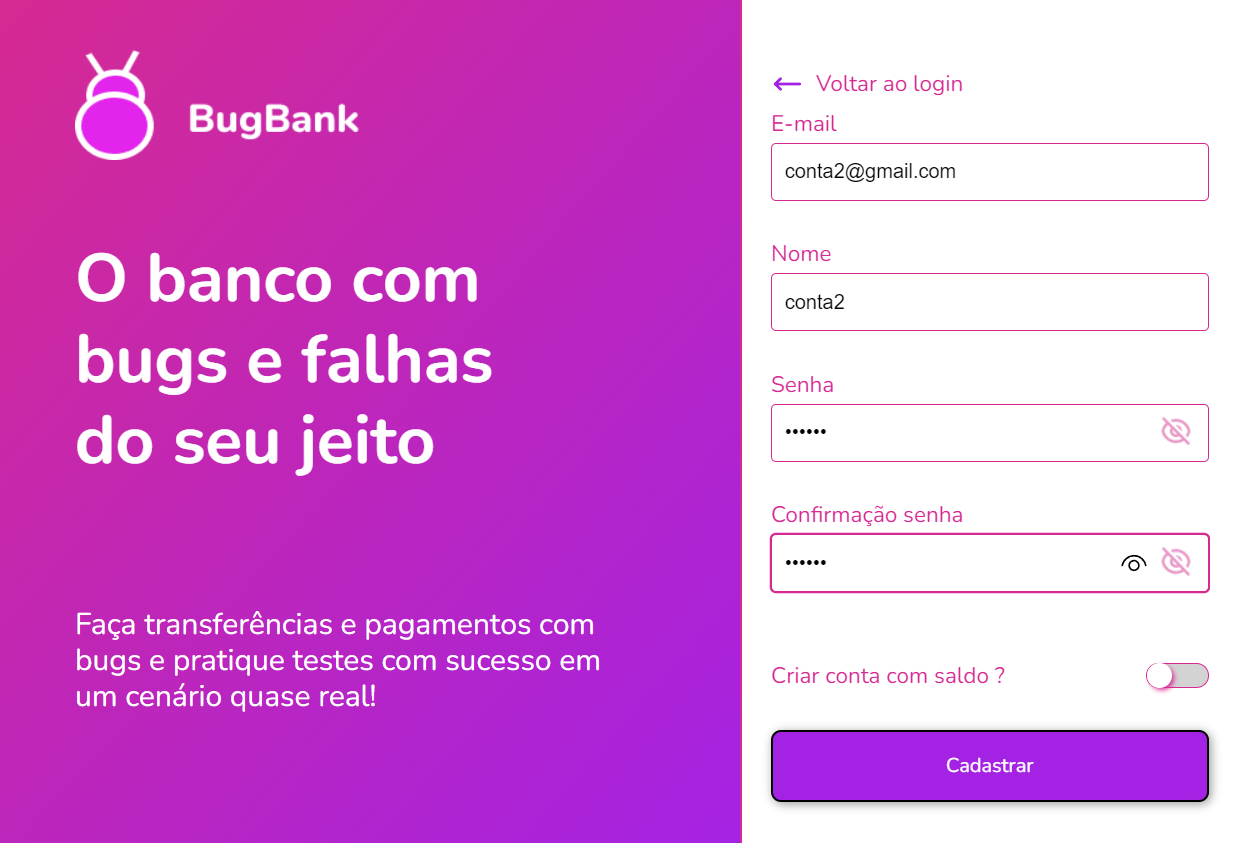 BugBank
O banco com
bugs e falhas
do seu jeito
Faça transferências e pagamentos com
bugs e pratique testes com sucesso em
um cenário quase real!
Voltar ao login
E-mail
conta2@gmail.com
Nome
conta2
Senha
••••••
Confirmação senha
••••••
Criar conta com saldo ?
Cadastrar